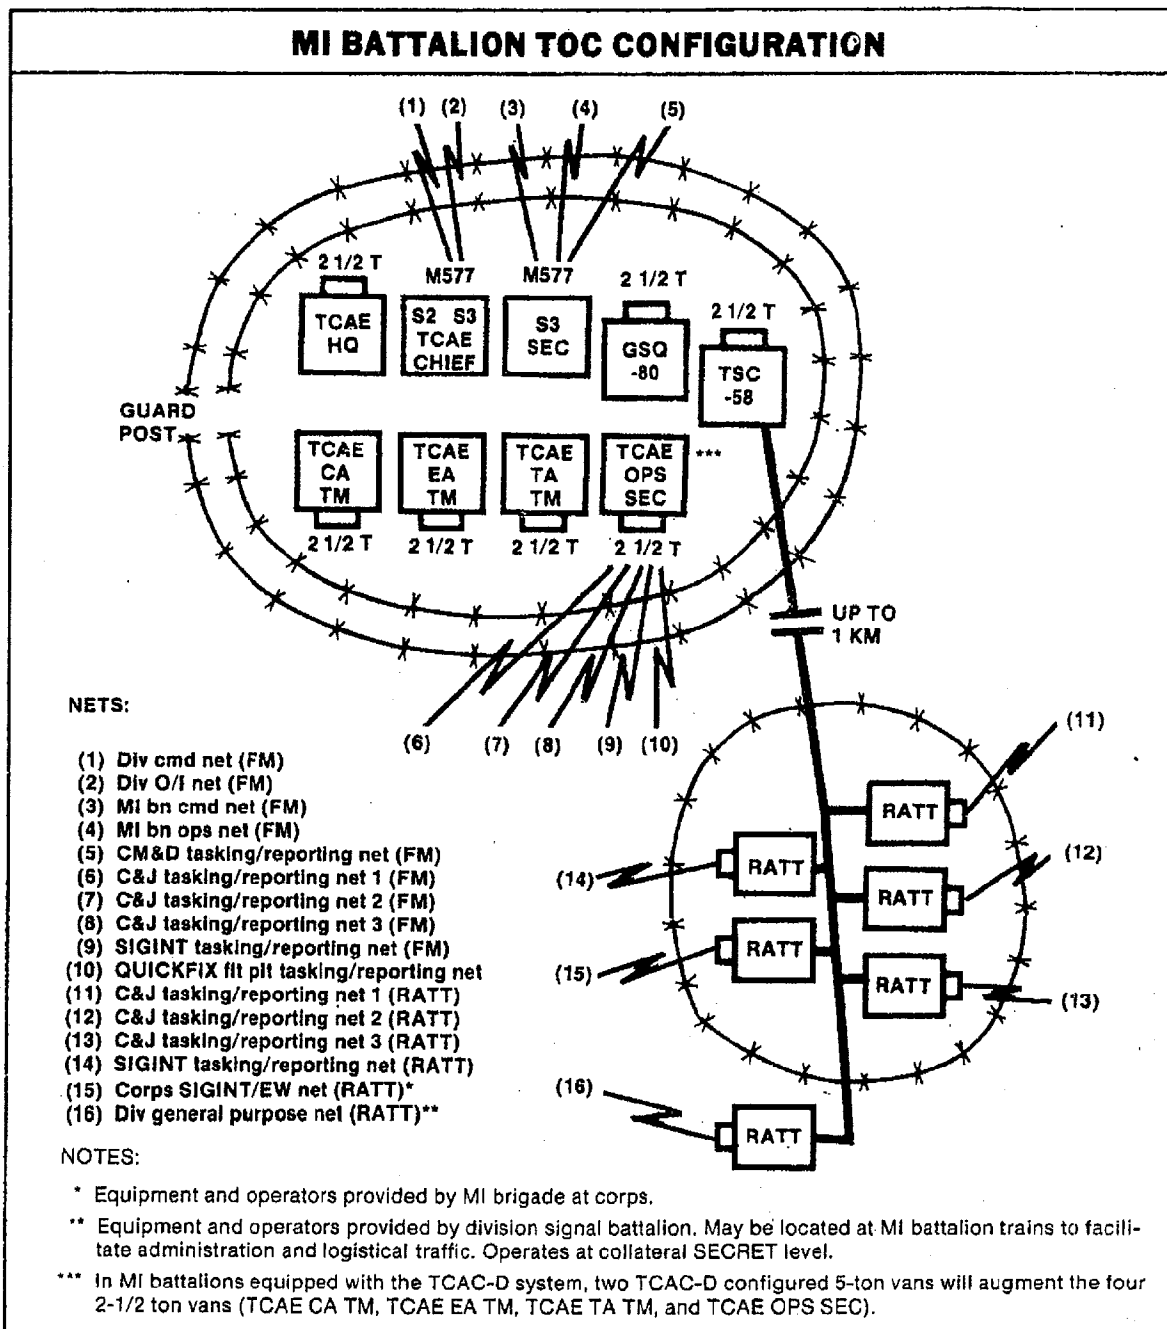 MI BATTALION TOC CONFIGURATION
(1) (2) (3) (4) (5)
2 1/2 T
M577
M577
2 1/2 T
2 1/2 T
TCAE
HQ
S2 S3
TCAE
CHIEF
S3
SEC
GSQ
-80
TSC
-58
GUARD
POST
TCAE
CA
TM
TCAE
EA
TM
TCAE
TA
TM
TCAE
OPS
SEC
***
2 1/2 T
2 1/2 T
2 1/2 T
2 1/2 T
UP TO
1 KM
(6) (7) (8) (9) (10)
(11)
RATT
(12)
RATT
(13)
RATT
(14)
RATT
(15)
RATT
(16)
RATT
NETS:
(1) Div cmd net (FM)
(2) Div O/I net (FM)
(3) MI bn cmd net (FM)
(4) MI bn ops net (FM)
(5) CM&D tasking/reporting net (FM)
(6) C&J tasking/reporting net 1 (FM)
(7) C&J tasking/reporting net 2 (FM)
(8) C&J tasking/reporting net 3 (FM)
(9) SIGINT tasking/reporting net (FM)
(10) QUICKFIX flt plt tasking/reporting net
(11) C&J tasking/reporting net 1 (RATT)
(12) C&J tasking/reporting net 2 (RATT)
(13) C&J tasking/reporting net 3 (RATT)
(14) SIGINT tasking/reporting net (RATT)
(15) Corps SIGINT/EW net (RATT)*
(16) Div general purpose net (RATT)**
NOTES:
* Equipment and operators provided by MI brigade at corps.
** Equipment and operators provided by division signal battalion. May be located at MI battalion trains to facili-
tate administration and logistical traffic. Operates at collateral SECRET level.
*** In MI battalions equipped with the TCAC-D system, two TCAC-D configured 5-ton vans will augment the four
2-1/2 ton vans (TCAE CA TM, TCAE EA TM, TCAE TA TM, and TCAE OPS SEC).